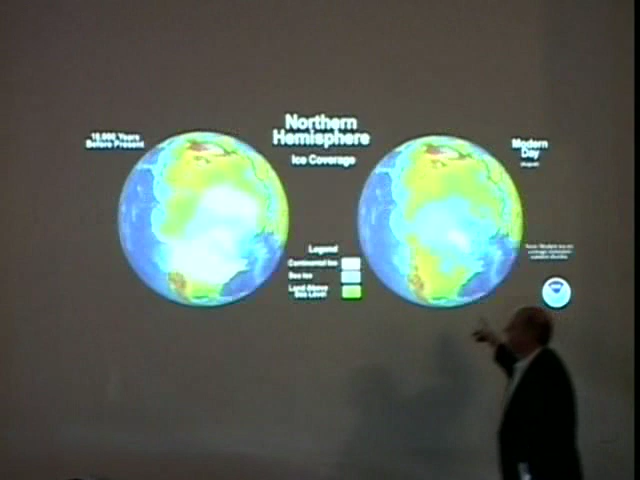 Northern
Hemisphere
Ice Coverage
18,000 Years
Before Present
Modern
Day
Legend
Continental Ice
Sea Ice
Land Above
Sea Level